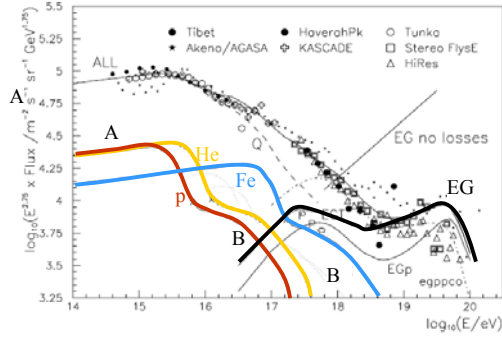 Tibet HaverahPk Tunka
Akeno/AGASA KASCADE Stereo FlysE
HiRes
ALL
A
A
He
Q
EG no losses
Fe
p
EG
B
B
EGp
egppco
log₁₀(E^2.75 x Flux / m⁻² s⁻¹ sr⁻¹ GeV^1.75)
5.25
5
4.75
4.5
4.25
4
3.75
3.5
3.25
14 15 16 17 18 19 20
log₁₀(E/eV)